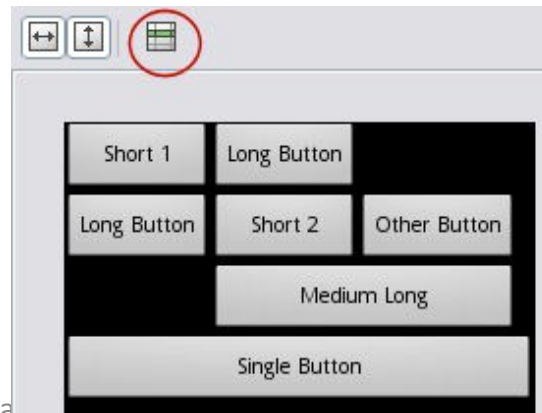 Short 1 Long Button
Long Button Short 2 Other Button
Medium Long
Single Button
a